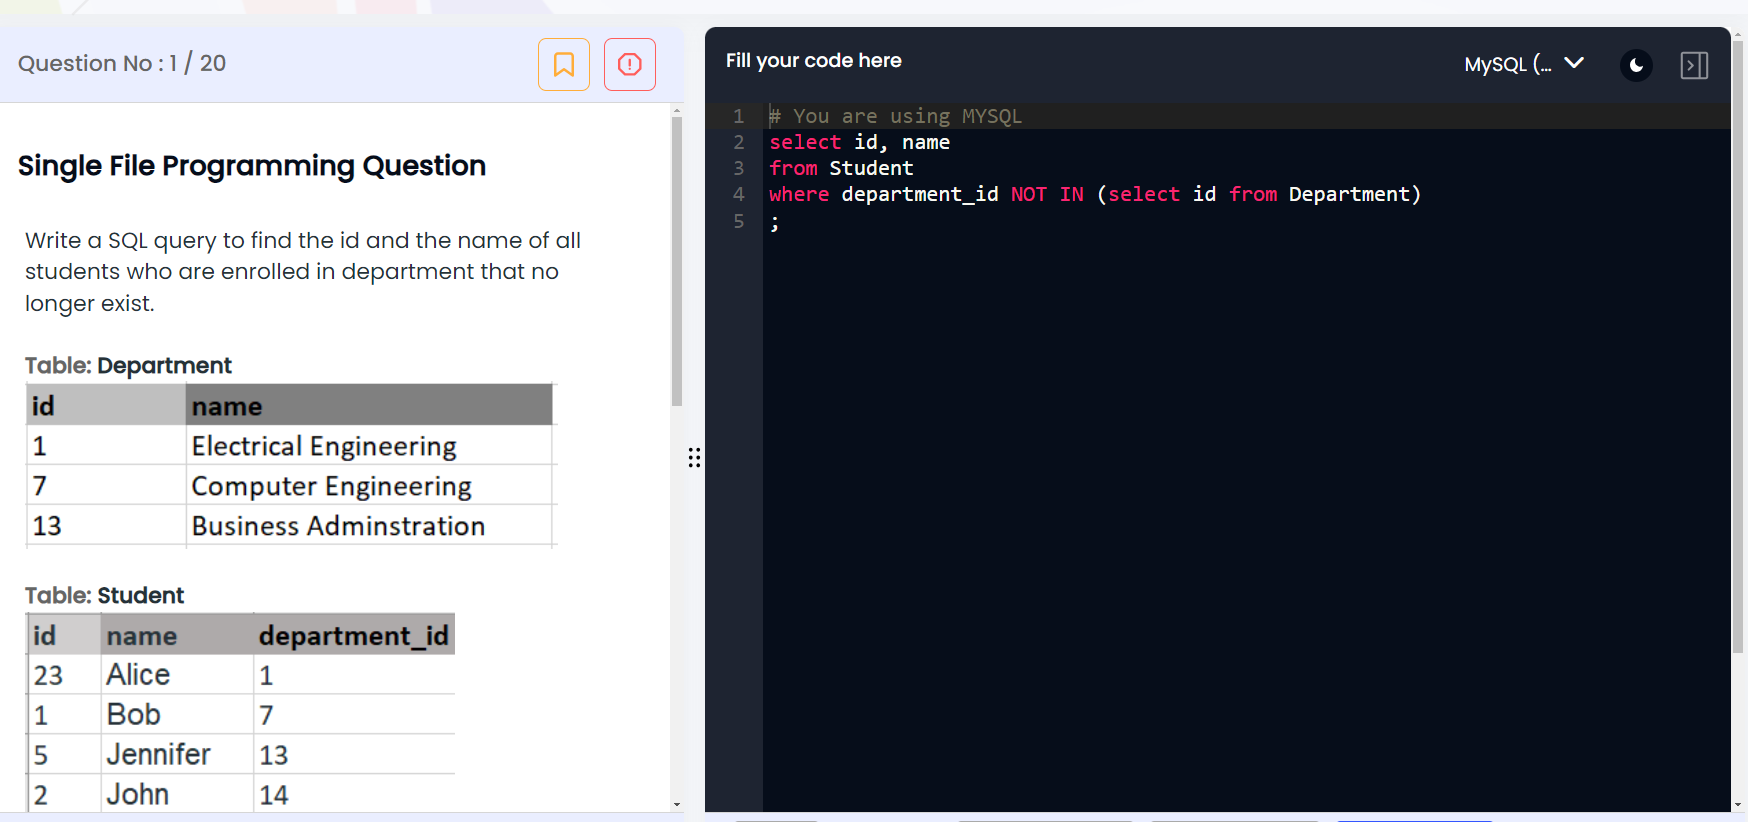 Question No : 1 / 20
Single File Programming Question
Write a SQL query to find the id and the name of all
students who are enrolled in department that no
longer exist.
Table: Department
id name
1 Electrical Engineering
7 Computer Engineering
13 Business Adminstration
Table: Student
id name department_id
23 Alice 1
1 Bob 7
5 Jennifer 13
2 John 14
Fill your code here
MySQL (...
1 # You are using MYSQL
2 select id, name
3 from Student
4 where department_id NOT IN (select id from Department)
5 ;